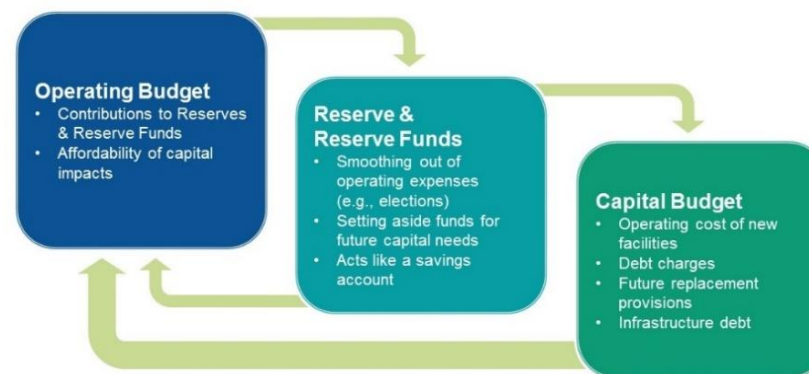 Operating Budget
• Contributions to Reserves
& Reserve Funds
• Affordability of capital
impacts
Reserve &
Reserve Funds
• Smoothing out of
operating expenses
(e.g., elections)
• Setting aside funds for
future capital needs
• Acts like a savings
account
Capital Budget
• Operating cost of new
facilities
• Debt charges
• Future replacement
provisions
• Infrastructure debt